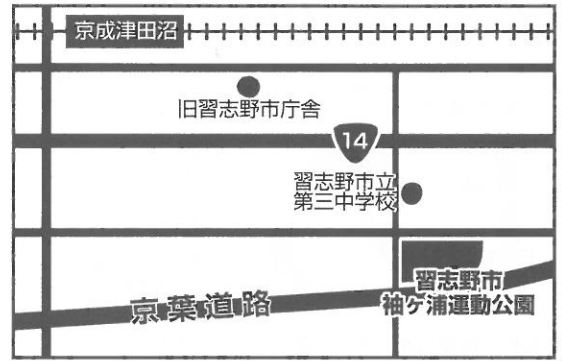 京成津田沼
旧習志野市庁舎
14
習志野市立
第三中学校
習志野市
袖ケ浦運動公園
京葉道路